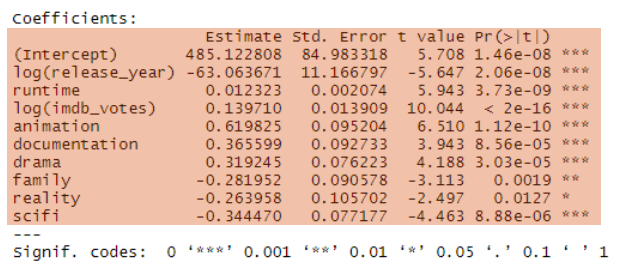 Coefficients:
Estimate Std. Error t value Pr(>|t|)
(Intercept) 485.122808 84.983318 5.708 1.46e-08 ***
log(release_year) -63.063671 11.166797 -5.647 2.06e-08 ***
runtime 0.012323 0.002074 5.943 3.73e-09 ***
log(imdb_votes) 0.139710 0.013909 10.044 < 2e-16 ***
animation 0.619825 0.095204 6.510 1.12e-10 ***
documentation 0.365599 0.092733 3.943 8.56e-05 ***
drama 0.319245 0.076223 4.188 3.03e-05 ***
family -0.281952 0.090578 -3.113 0.0019 **
reality -0.263958 0.105702 -2.497 0.0127 *
scifi -0.344470 0.077177 -4.463 8.88e-06 ***
---
Signif. codes: 0 ‘***’ 0.001 ‘**’ 0.01 ‘*’ 0.05 ‘.’ 0.1 ‘ ’ 1